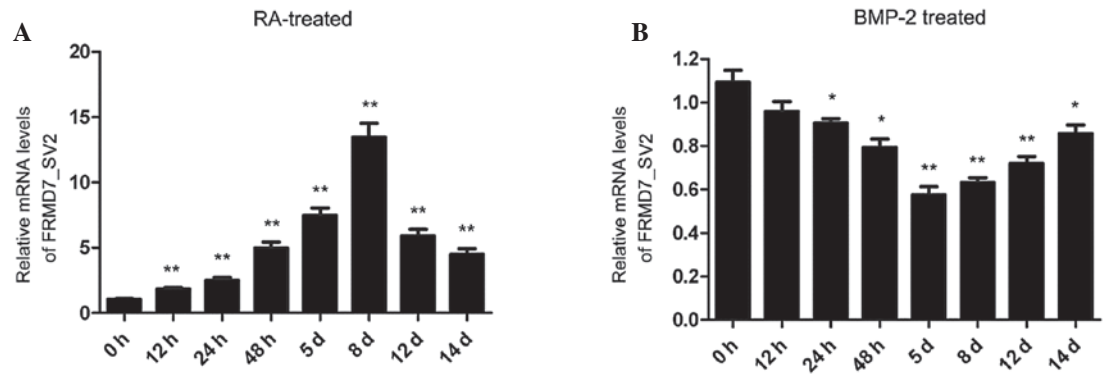 A
RA-treated
Relative mRNA levels
of FRMD7_SV2
20
15
10
5
0
**
**
**
**
**
**
**
0 h
12 h
24 h
48 h
5 d
8 d
12 d
14 d
B
BMP-2 treated
Relative mRNA levels
of FRMD7_SV2
1.2
1.0
0.8
0.6
0.4
0.2
0.0
*
*
**
**
**
*
0 h
12 h
24 h
48 h
5 d
8 d
12 d
14 d